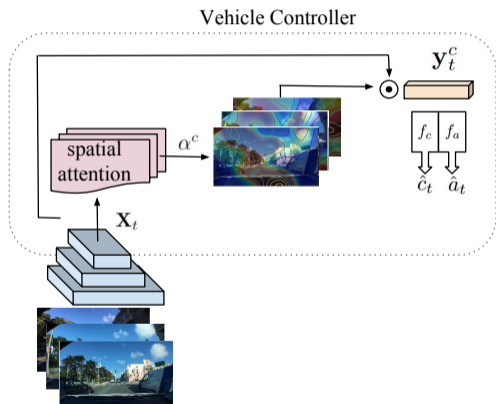 Vehicle Controller
y_t^c
spatial
attention
α^c
f_c f_a
ĉ_t â_t
X_t